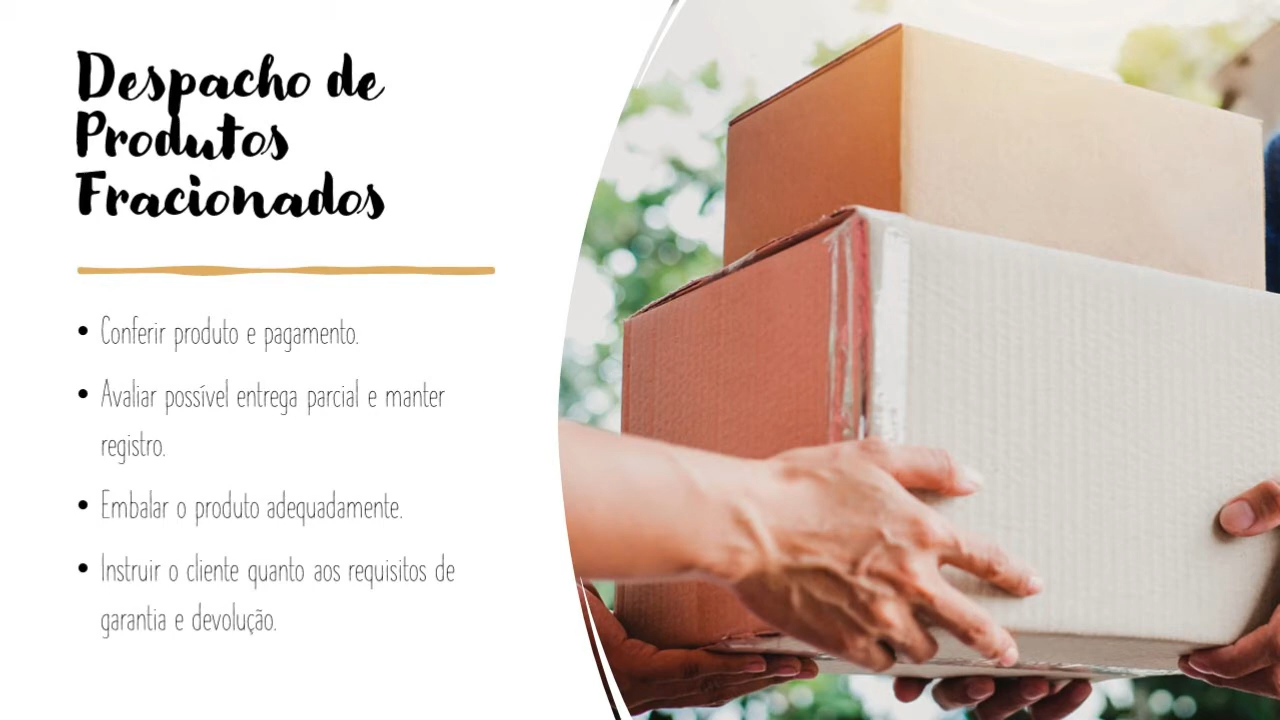 Despacho de
Produtos
Fracionados
• Conferir produto e pagamento.
• Avaliar possível entrega parcial e manter
registro.
• Embalar o produto adequadamente.
• Instruir o cliente quanto aos requisitos de
garantia e devolução.